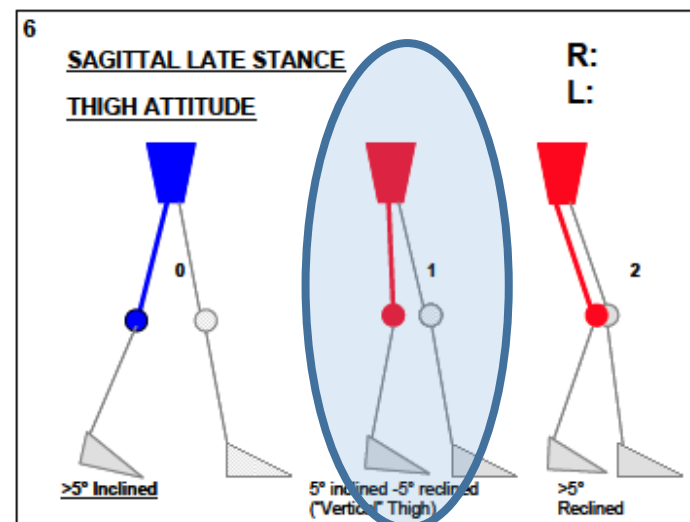 6
SAGITTAL LATE STANCE
THIGH ATTITUDE
R:
L:
0
1
2
>5° Inclined
5° inclined -5° reclined
("Vertical" Thigh)
>5°
Reclined